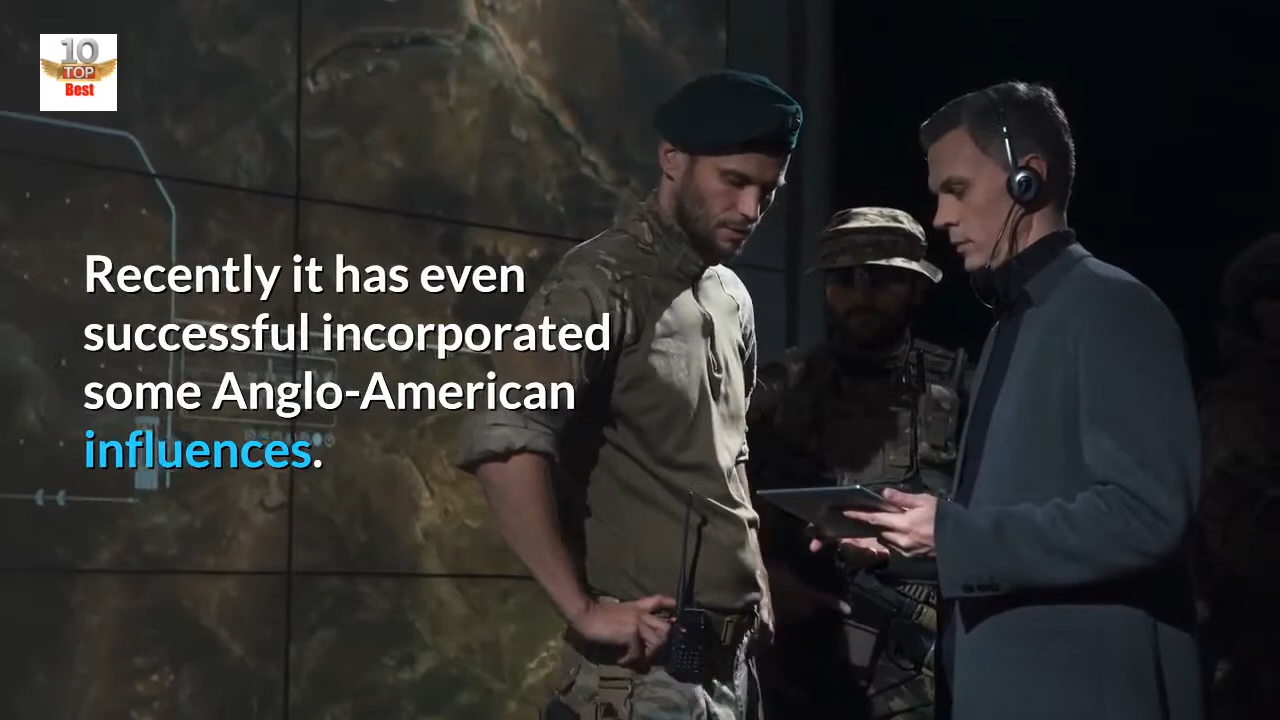 10
TOP
Best
Recently it has even
successful incorporated
some Anglo-American
influences.